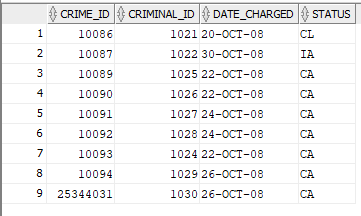 CRIME_ID CRIMINAL_ID DATE_CHARGED STATUS
1 10086 1021 20-OCT-08 CL
2 10087 1022 30-OCT-08 IA
3 10089 1025 22-OCT-08 CA
4 10090 1026 22-OCT-08 CA
5 10091 1027 24-OCT-08 CA
6 10092 1028 24-OCT-08 CA
7 10093 1024 22-OCT-08 CA
8 10094 1029 26-OCT-08 CA
9 25344031 1030 26-OCT-08 CA